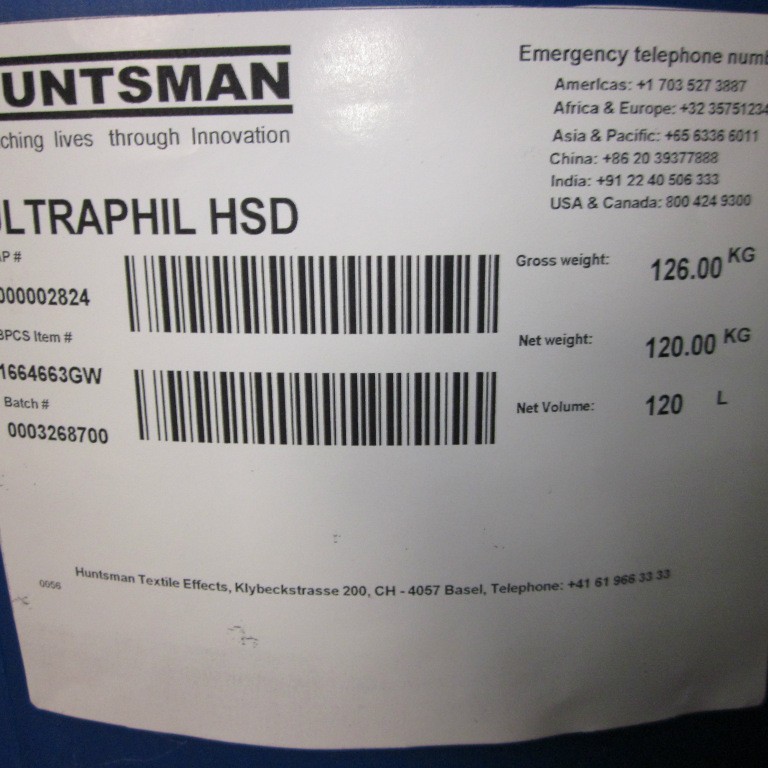 UNTSMAN
ching lives through Innovation
LTRAPHIL HSD
P #
000002824
BPCS Item #
1664663GW
Batch #
0003268700
Emergency telephone numb
Americas: +1 703 527 3887
Africa & Europe: +32 35751234
Asia & Pacific: +65 6336 6011
China: +86 20 39377888
India: +91 22 40 506 333
USA & Canada: 800 424 9300
Gross weight: 126.00 KG
Net weight: 120.00 KG
Net Volume: 120 L
0056 Huntsman Textile Effects, Klybeckstrasse 200, CH - 4057 Basel, Telephone: +41 61 966 33 33